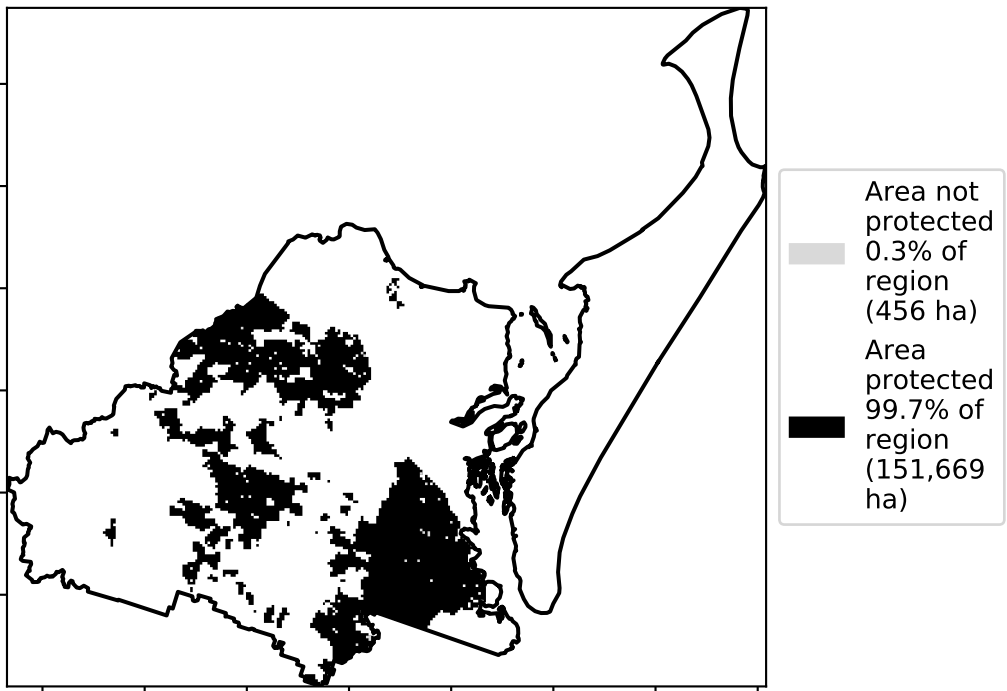 Area not
protected
0.3% of
region
(456 ha)
Area
protected
99.7% of
region
(151,669
ha)